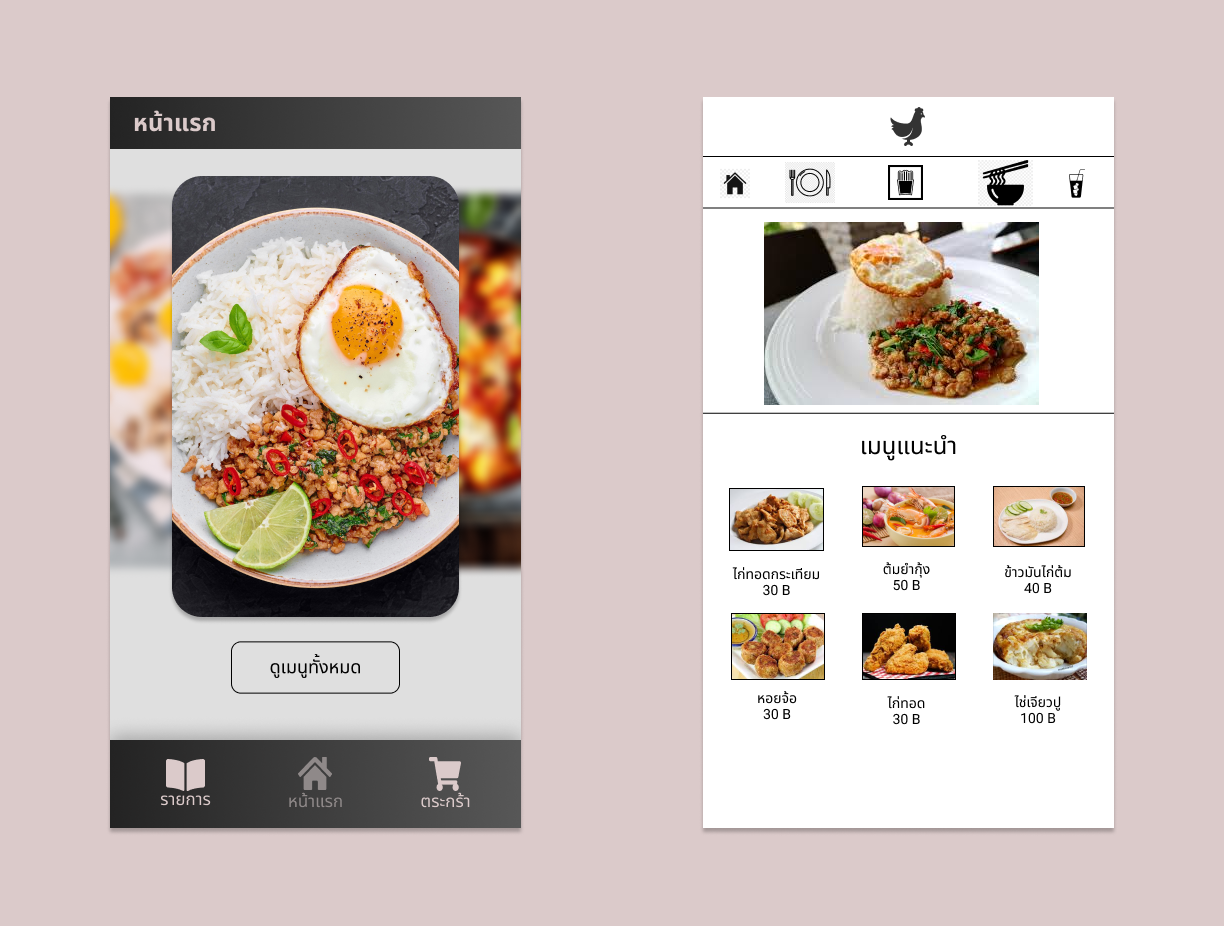 หน้าแรก
ดูเมนูทั้งหมด
รายการ
หน้าแรก
ตระกร้า
เมนูแนะนำ
ไก่ทอดกระเทียม
30 B
ต้มยำกุ้ง
50 B
ข้าวมันไก่ต้ม
40 B
หอยจ้อ
30 B
ไก่ทอด
30 B
ไข่เจียวปู
100 B